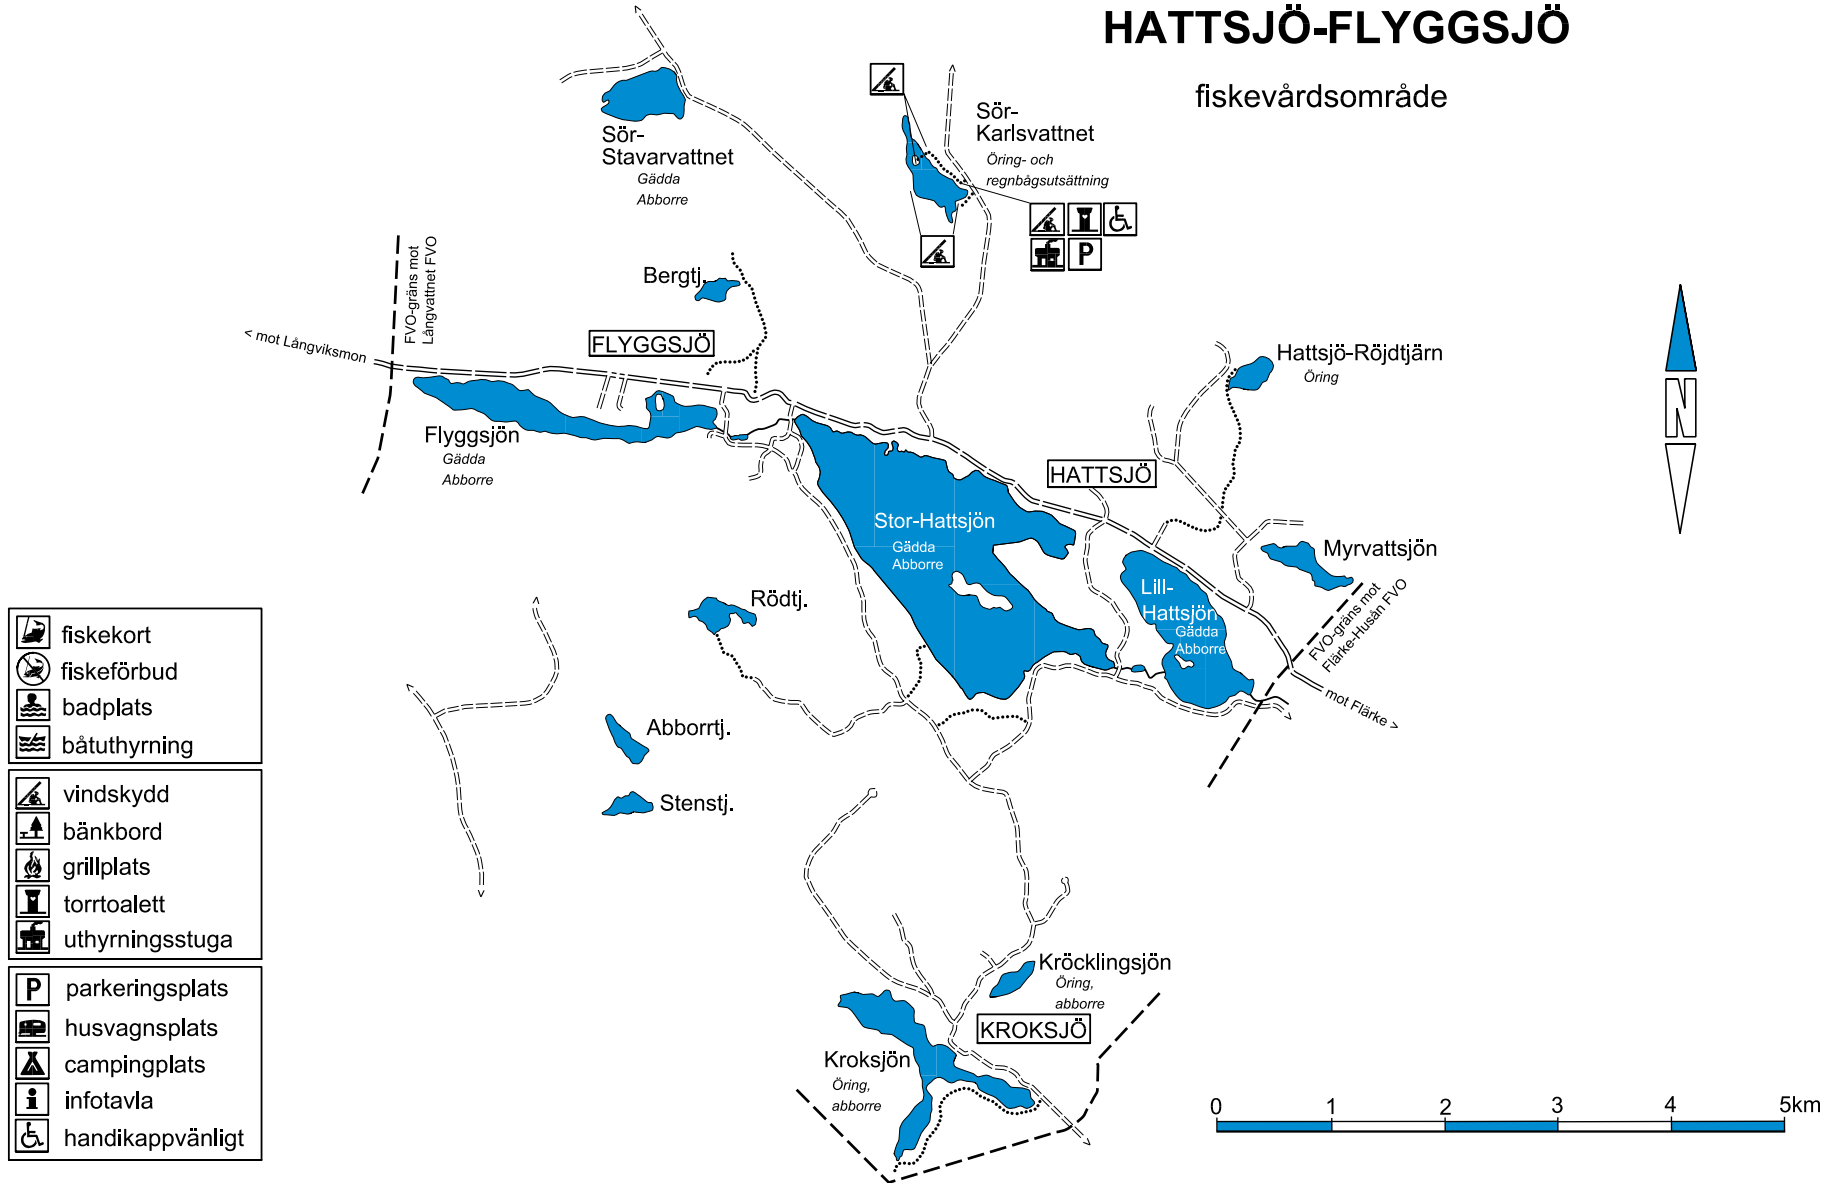 HATTSJÖ-FLYGGSJÖ
fiskevårdsområde
Sör-
Stavarvattnet
Gädda
Abborre
Sör-
Karlsvattnet
Öring- och
regnbågsutsättning
P
FVO-gräns mot
Långvattnet FVO
< mot Långviksmon
Bergtj.
FLYGGSJÖ
Flyggsjön
Gädda
Abborre
Hattsjö-Röjdtjärn
Öring
N
HATTSJÖ
Stor-Hattsjön
Gädda
Abborre
Myrvattsjön
Lill-
Hattsjön
Gädda
Abborre
FVO-gräns mot
Flärke-Husån FVO
mot Flärke >
Rödtj.
Abborrtj.
Stenstj.
Kröcklingsjön
Öring,
abborre
KROKSJÖ
Kroksjön
Öring,
abborre
fiskekort
fiskeförbud
badplats
båtuthyrning
vindskydd
bänkbord
grillplats
torrtoalett
uthyrningsstuga
P parkeringsplats
husvagnsplats
campingplats
i infotavla
handikappvänligt
0 1 2 3 4 5km